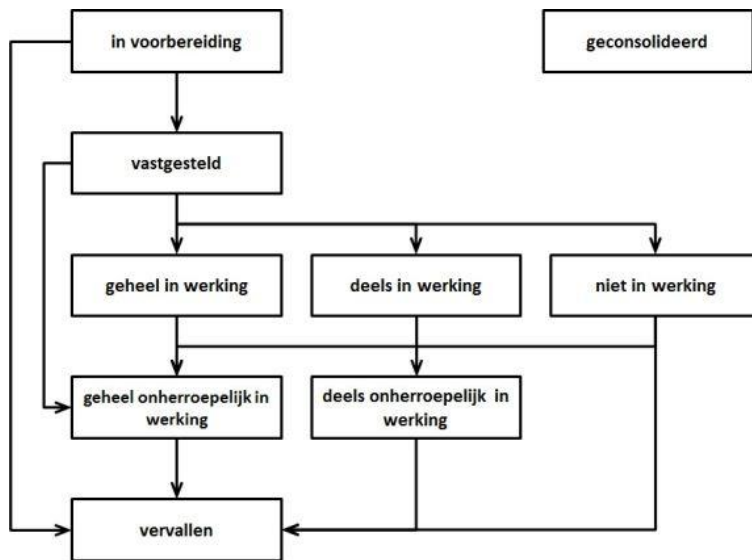 in voorbereiding
geconsolideerd
vastgesteld
geheel in werking
deels in werking
niet in werking
geheel onherroepelijk in
werking
deels onherroepelijk in
werking
vervallen